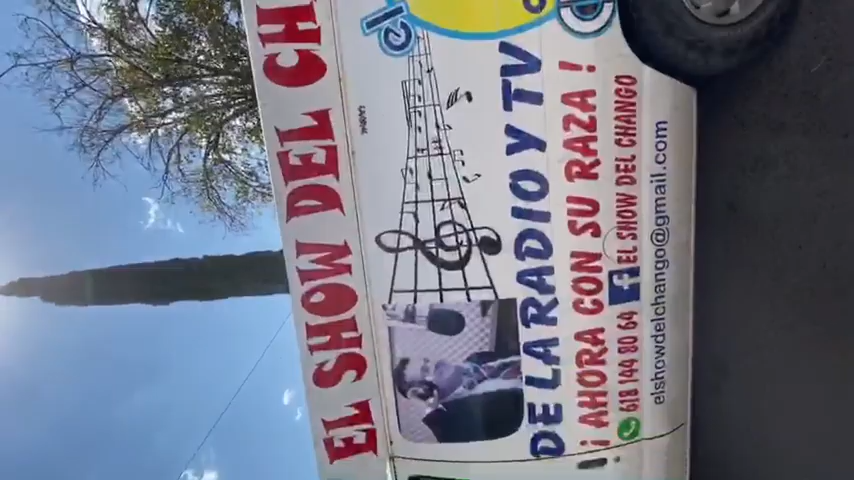 EL SHOW DEL CH
el
DE LA RADIO Y TV
¡AHORA CON SU RAZA!
618 144 80 64 f EL SHOW DEL CHANGO
elshowdelchango@gmail.com